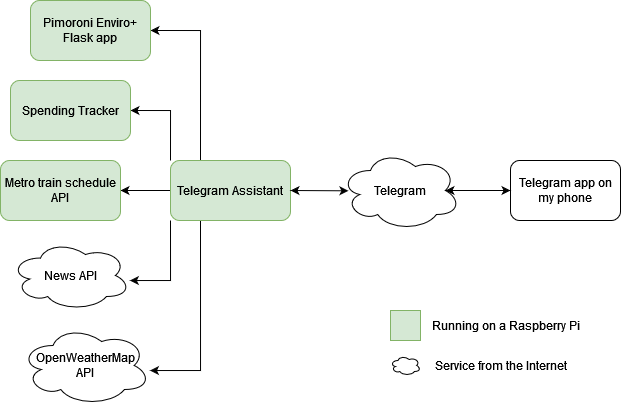 Pimoroni Enviro+
Flask app
Spending Tracker
Metro train schedule
API
Telegram Assistant
Telegram
Telegram app on
my phone
News API
OpenWeatherMap
API
Running on a Raspberry Pi
Service from the Internet